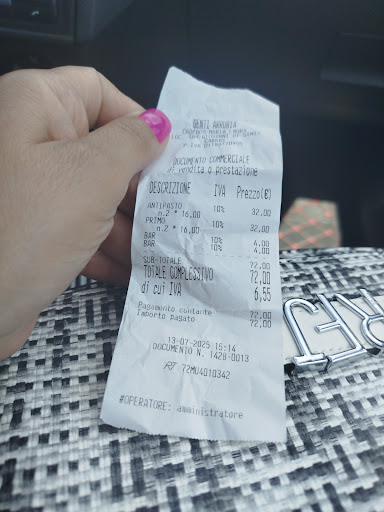 GENTI ARRUBIA
DOCUMENTO COMMERCIALE
di vendita o prestazione
DESCRIZIONE IVA Prezzo(€)
ANTIPASTO 10% 32,00
n.2 * 16,00
PRIMO 10% 32,00
n.2 * 16,00
BAR 10% 4,00
BAR 10% 4,00
SUB-TOTALE 72,00
TOTALE COMPLESSIVO 72,00
di cui IVA 6,55
Pagamento contante 72,00
Importo pagato 72,00
13-07-2025 15:14
DOCUMENTO N. 1428-0013
RT 72MU4010342
#OPERATORE: amministratore